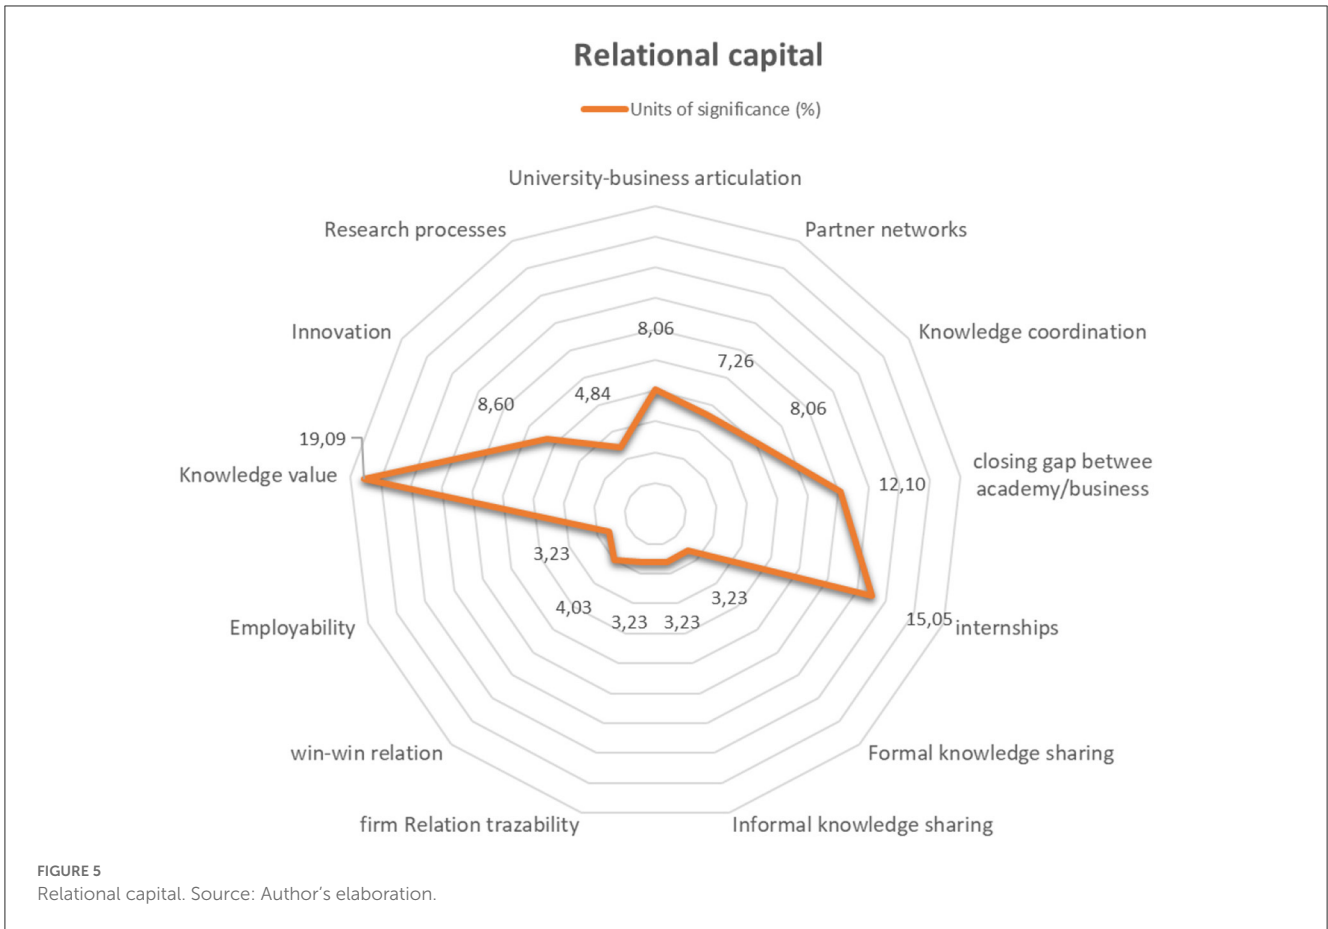 Relational capital
Units of significance (%)
University-business articulation
Research processes
Partner networks
Innovation
Knowledge coordination
8,06
7,26
4,84
8,60
8,06
19,09
Knowledge value
closing gap betwee
academy/business
12,10
3,23
4,03
3,23
3,23
3,23
15,05
internships
Employability
win-win relation
Formal knowledge sharing
firm Relation trazability
Informal knowledge sharing
FIGURE 5
Relational capital. Source: Author's elaboration.